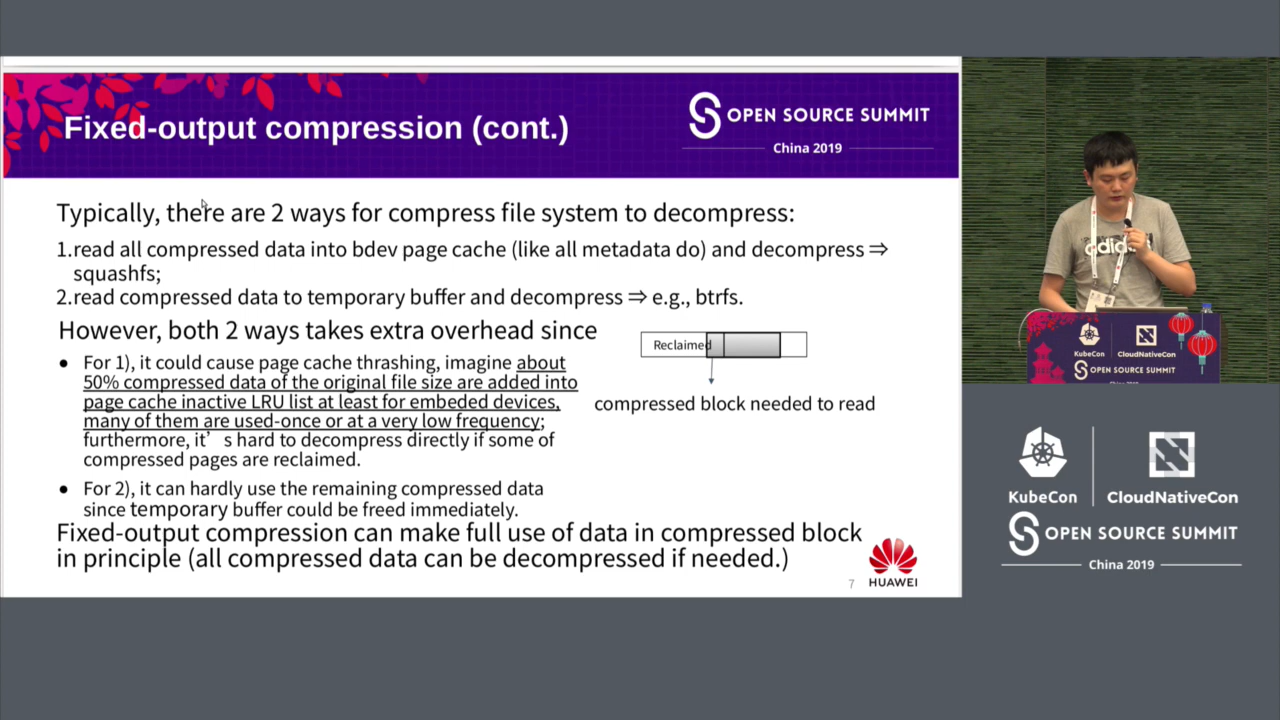 Fixed-output compression (cont.)
OPEN SOURCE SUMMIT
China 2019
Typically, there are 2 ways for compress file system to decompress:
1.read all compressed data into bdev page cache (like all metadata do) and decompress ⇒
squashfs;
2.read compressed data to temporary buffer and decompress ⇒ e.g., btrfs.
However, both 2 ways takes extra overhead since
Reclaimed
• For 1), it could cause page cache thrashing, imagine about
50% compressed data of the original file size are added into
page cache inactive LRU list at least for embeded devices,
many of them are used-once or at a very low frequency;
furthermore, it’s hard to decompress directly if some of
compressed pages are reclaimed.
compressed block needed to read
• For 2), it can hardly use the remaining compressed data
since temporary buffer could be freed immediately.
Fixed-output compression can make full use of data in compressed block
in principle (all compressed data can be decompressed if needed.)
7
HUAWEI
adidas
KubeCon
CloudNativeCon
OPEN SOURCE SUMMIT
KubeCon
CloudNativeCon
OPEN SOURCE SUMMIT
China 2019